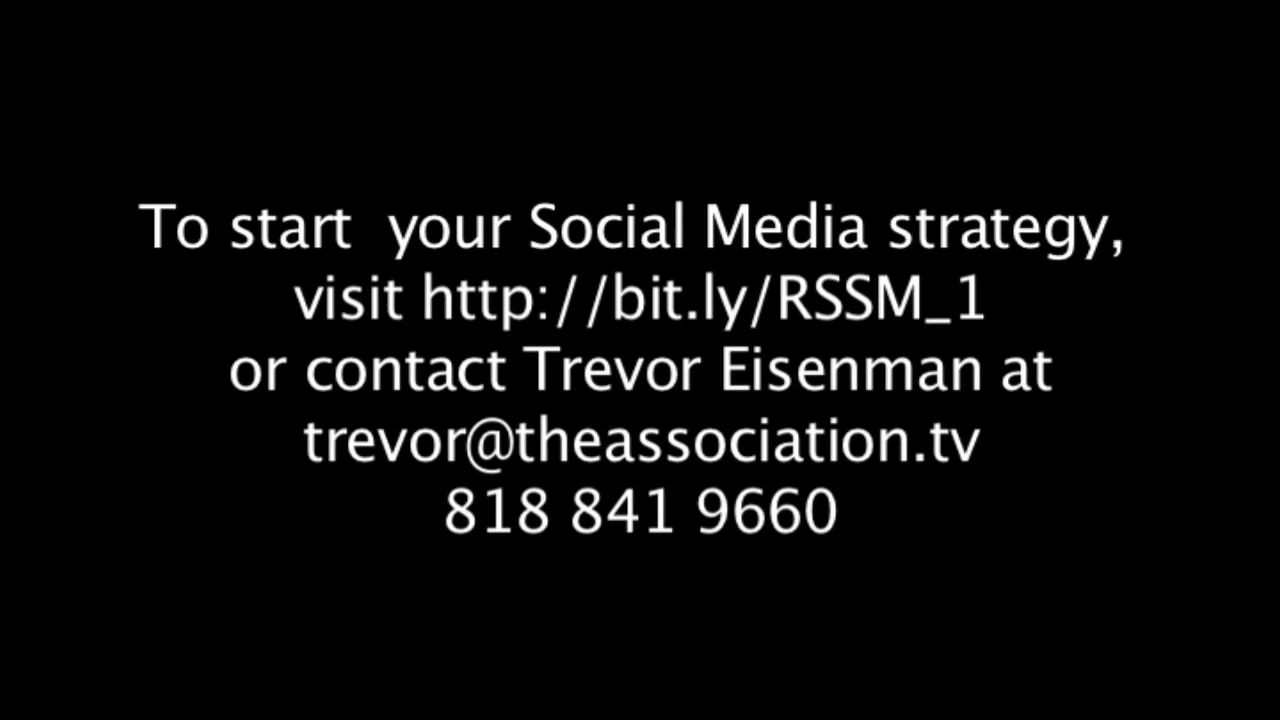 To start  your Social Media strategy,
visit http://bit.ly/RSSM_1
or contact Trevor Eisenman at
trevor@theassociation.tv
818 841 9660